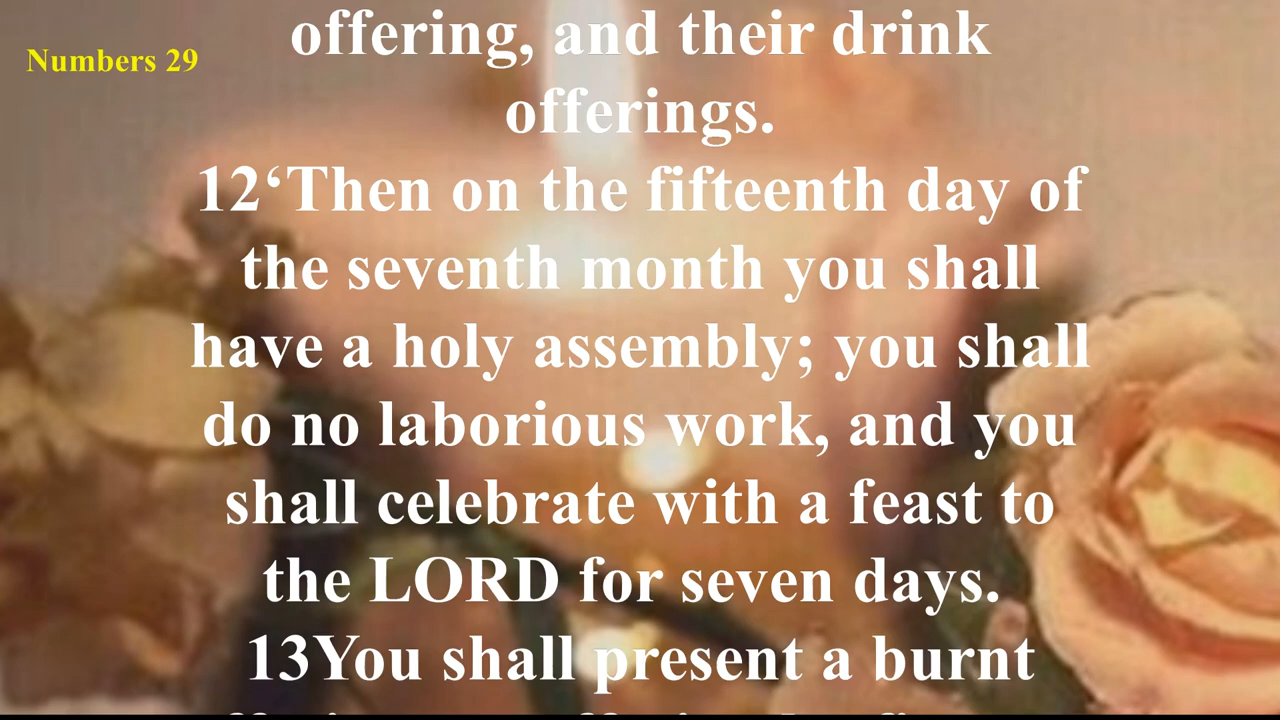 Numbers 29
offering, and their drink
offerings.
12‘Then on the fifteenth day of
the seventh month you shall
have a holy assembly; you shall
do no laborious work, and you
shall celebrate with a feast to
the LORD for seven days.
13You shall present a burnt